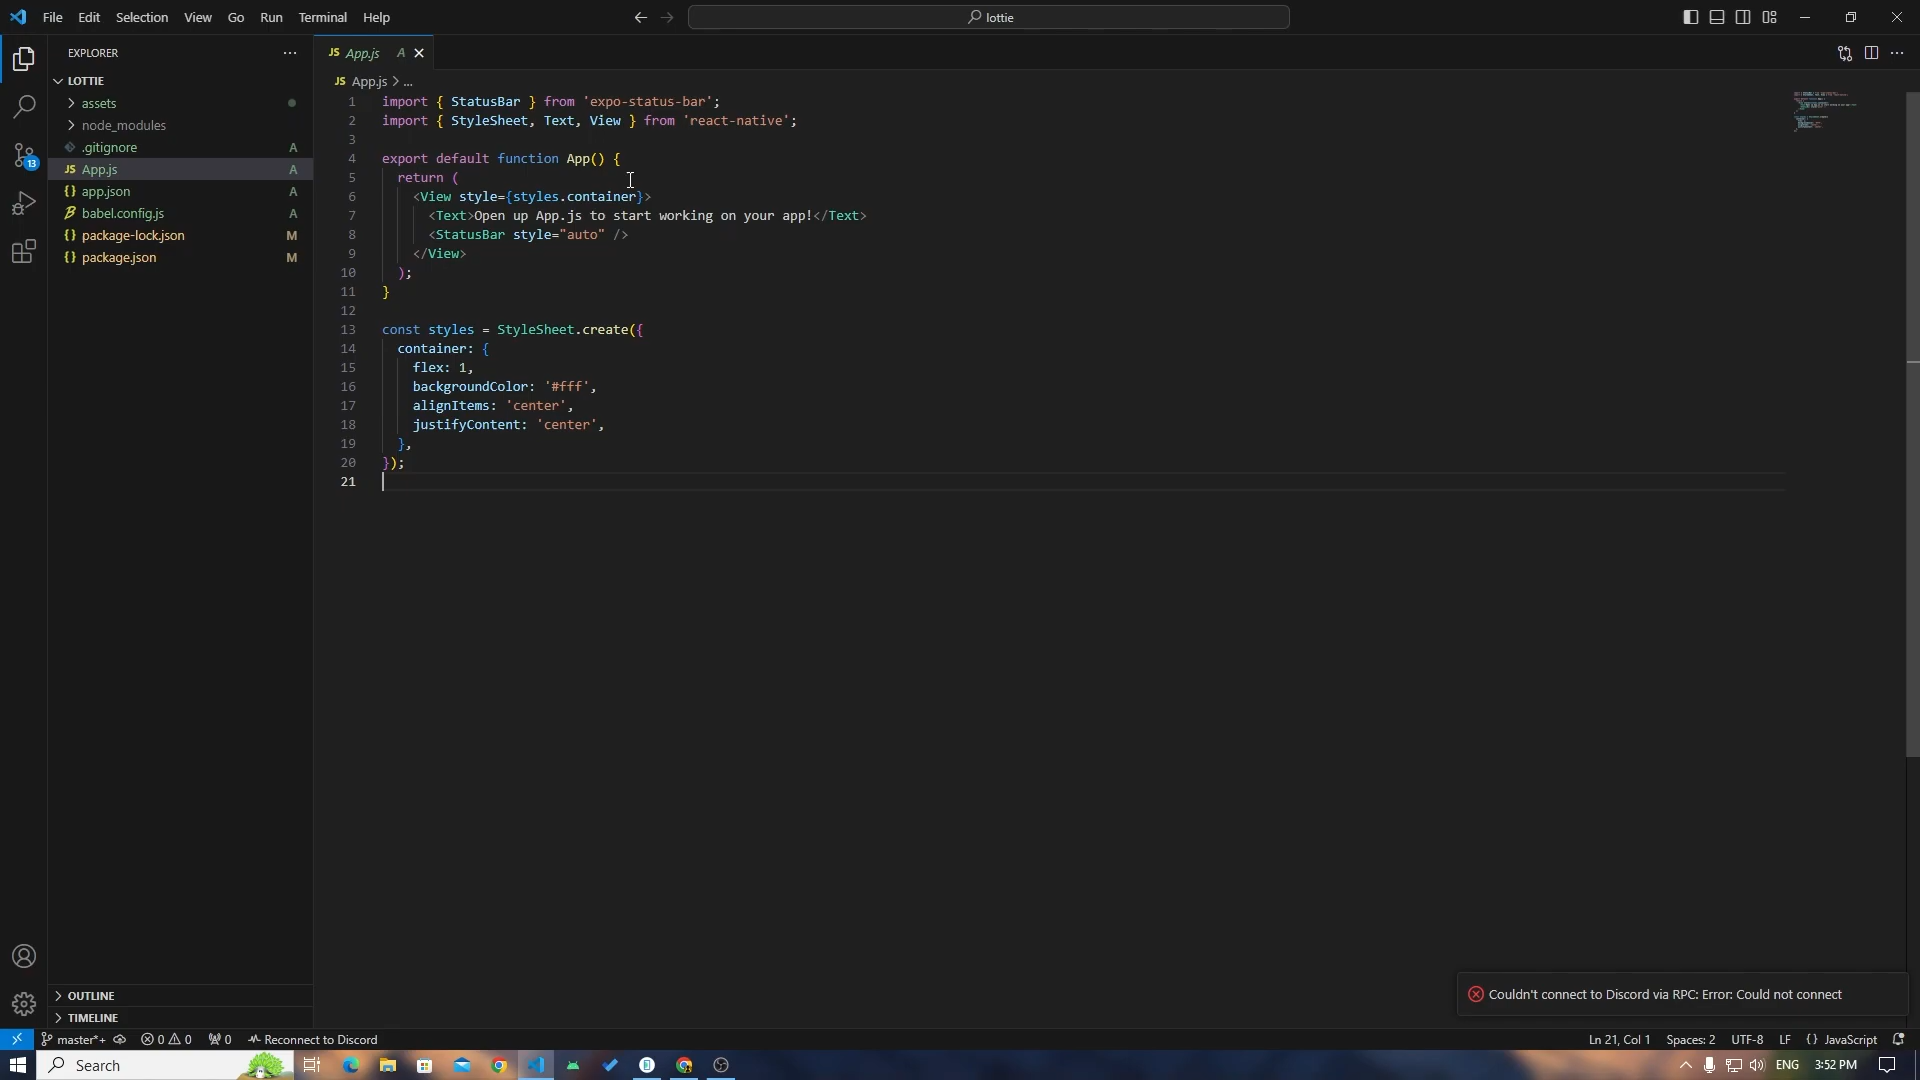 File Edit Selection View Go Run Terminal Help
lottie
EXPLORER
LOTTIE
assets
node_modules
.gitignore A
App.js A
app.json A
babel.config.js A
package-lock.json M
package.json M
OUTLINE
TIMELINE
13
JS App.js A
JS App.js > ...
1 import { StatusBar } from 'expo-status-bar';
2 import { StyleSheet, Text, View } from 'react-native';
3
4 export default function App() {
5 return (
6 <View style={styles.container}>
7 <Text>Open up App.js to start working on your app!</Text>
8 <StatusBar style="auto" />
9 </View>
10 );
11 }
12
13 const styles = StyleSheet.create({
14 container: {
15 flex: 1,
16 backgroundColor: '#fff',
17 alignItems: 'center',
18 justifyContent: 'center',
19 },
20 });
21
Couldn't connect to Discord via RPC: Error: Could not connect
master*+ 0 0 0 Reconnect to Discord
Ln 21, Col 1 Spaces: 2 UTF-8 LF {} JavaScript
Search
ENG 3:52 PM